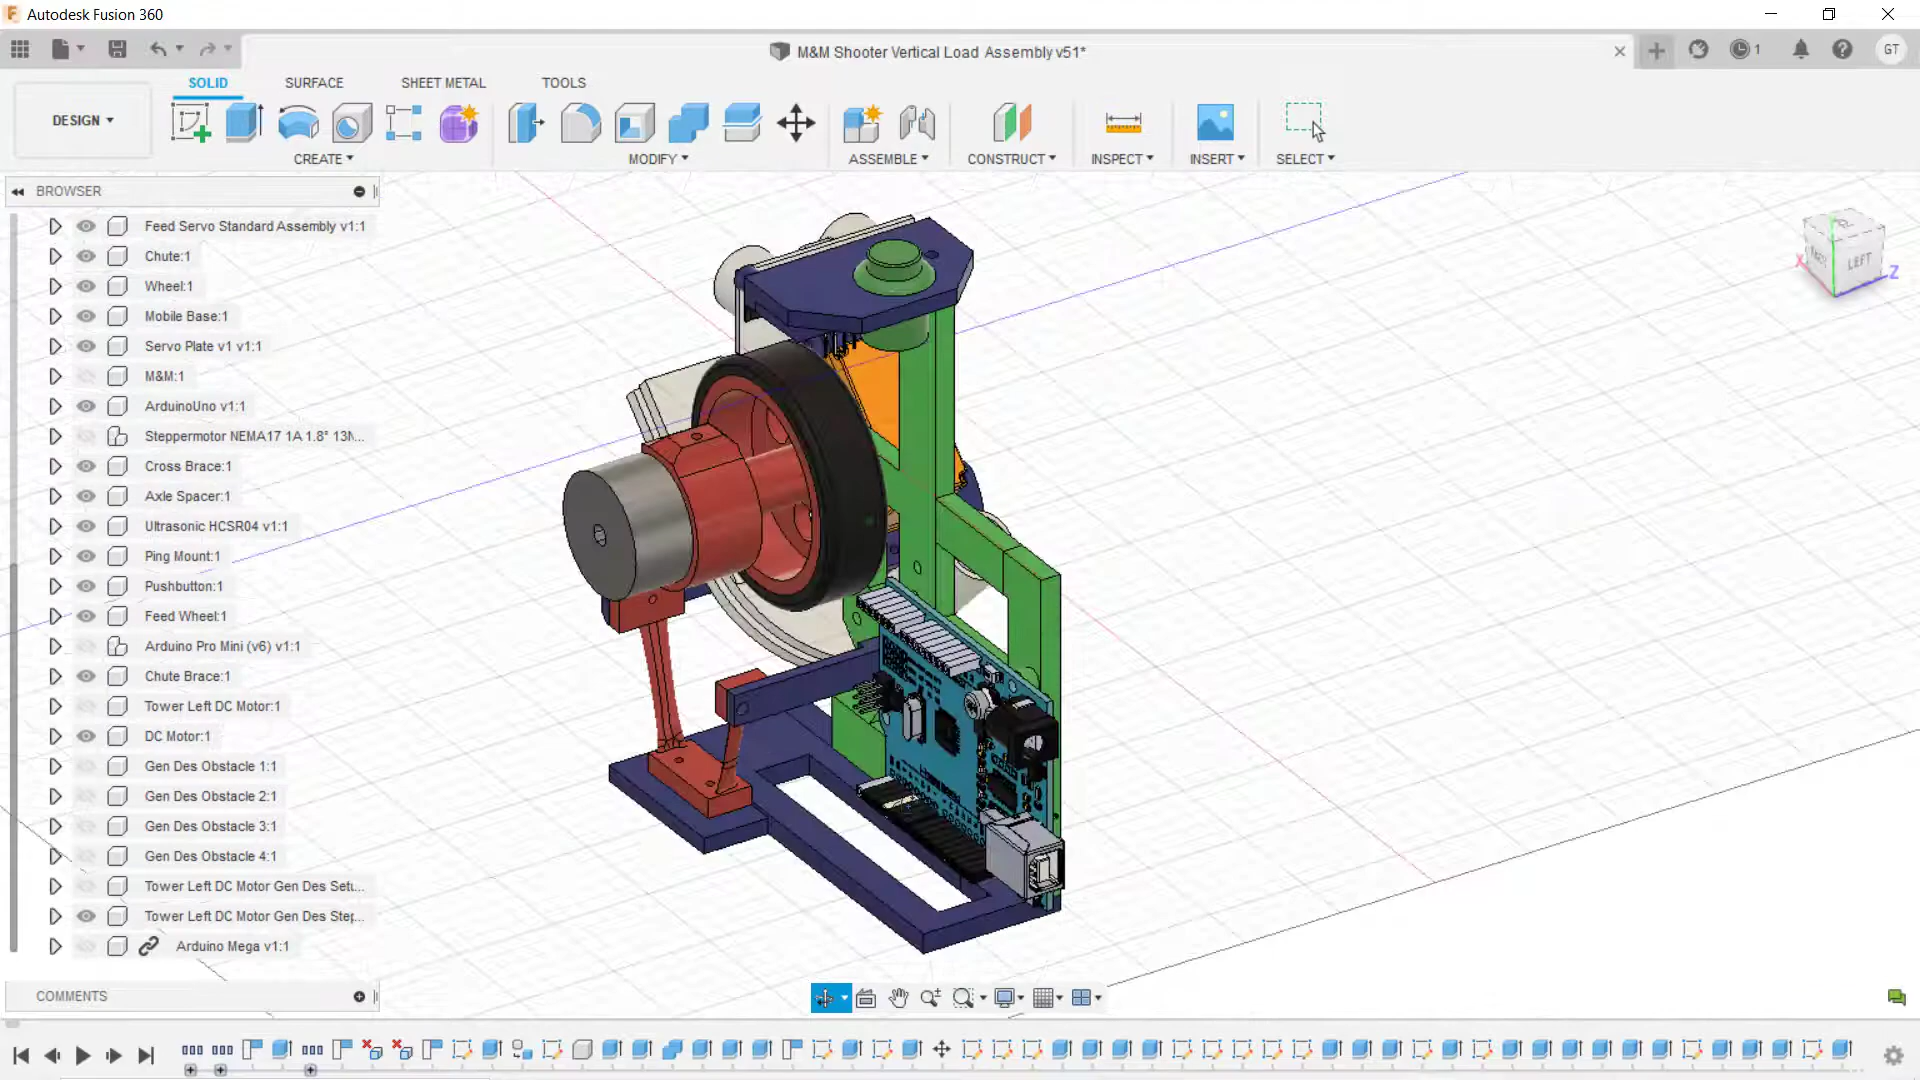 Autodesk Fusion 360
M&M Shooter Vertical Load Assembly v51*
1
GT
SOLID
SURFACE
SHEET METAL
TOOLS
DESIGN
CREATE
MODIFY
ASSEMBLE
CONSTRUCT
INSPECT
INSERT
SELECT
BROWSER
Feed Servo Standard Assembly v1:1
Chute:1
Wheel:1
Mobile Base:1
Servo Plate v1 v1:1
M&M:1
ArduinoUno v1:1
Steppermotor NEMA17 1A 1.8° 13N...
Cross Brace:1
Axle Spacer:1
Ultrasonic HCSR04 v1:1
Ping Mount:1
Pushbutton:1
Feed Wheel:1
Arduino Pro Mini (v6) v1:1
Chute Brace:1
Tower Left DC Motor:1
DC Motor:1
Gen Des Obstacle 1:1
Gen Des Obstacle 2:1
Gen Des Obstacle 3:1
Gen Des Obstacle 4:1
Tower Left DC Motor Gen Des Setu...
Tower Left DC Motor Gen Des Step...
Arduino Mega v1:1
LEFT
X
Z
COMMENTS